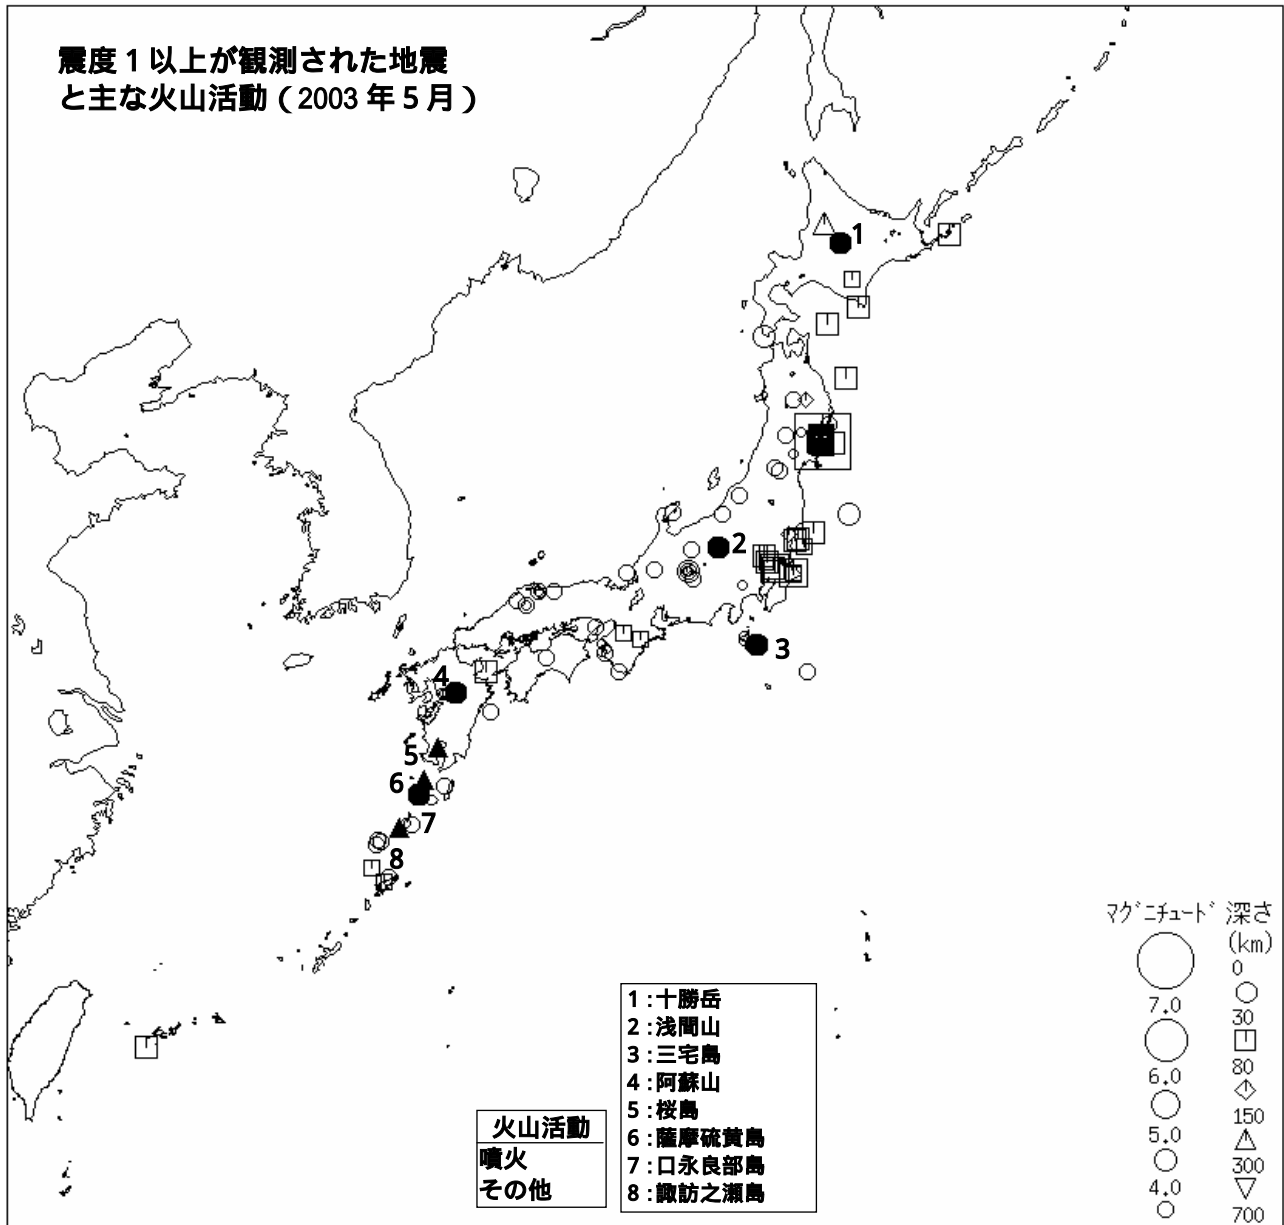 震度１以上が観測された地震
と主な火山活動（2003 年 5 月）
1
2
3
4
5
6
7
8
マグニチュード
7.0
6.0
5.0
4.0
深さ
(km)
0
30
80
150
300
700
火山活動
噴火
その他
1 :十勝岳
2 :浅間山
3 :三宅島
4 :阿蘇山
5 :桜島
6 :薩摩硫黄島
7 :口永良部島
8 :諏訪之瀬島